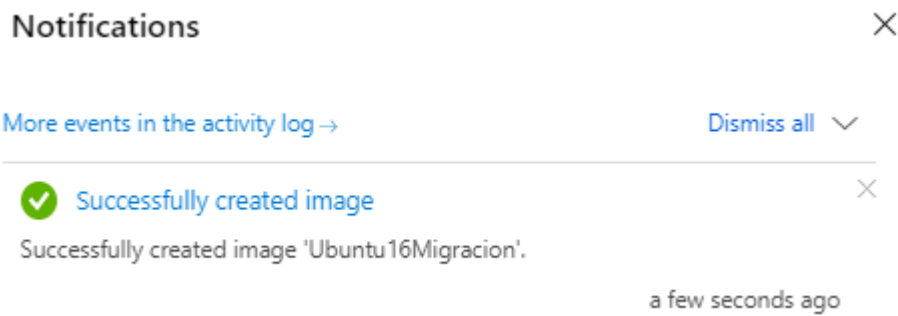 Notifications
More events in the activity log →
Dismiss all
Successfully created image
Successfully created image 'Ubuntu16Migracion'.
a few seconds ago